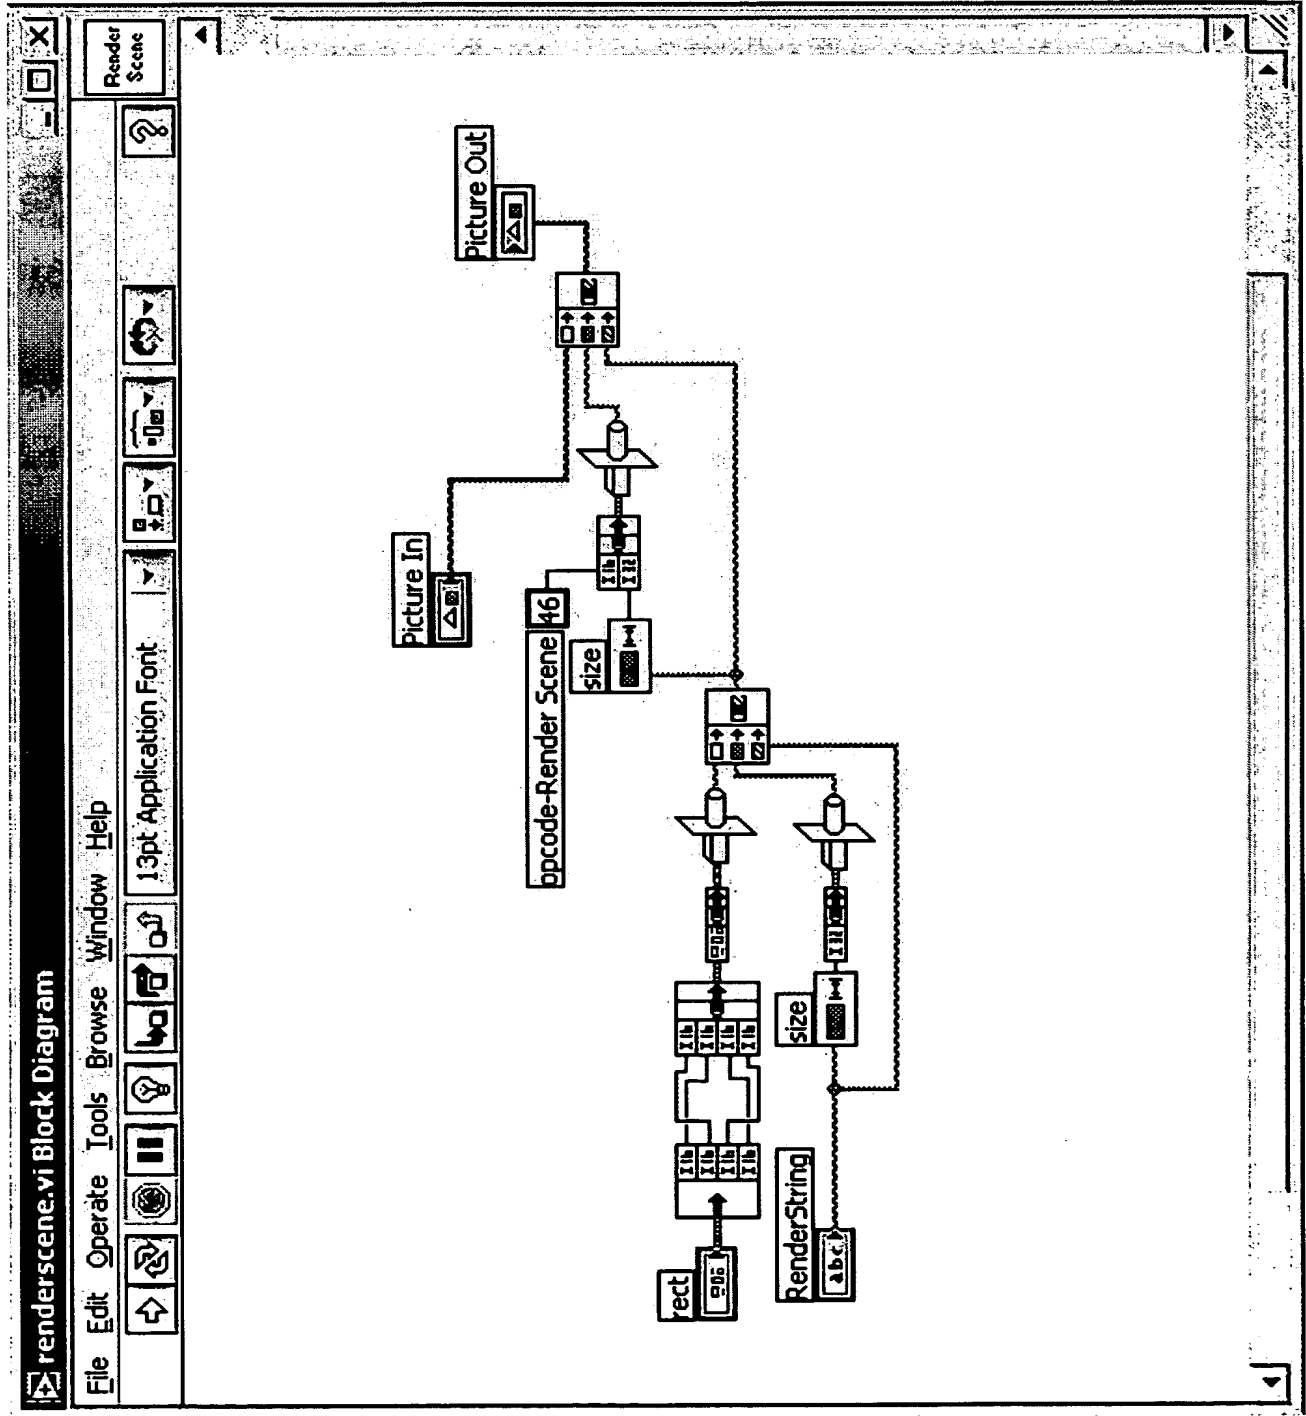 renderscene.vi Block Diagram
File Edit Operate Tools Browse Window Help
Render
Scene
13pt Application Font
?
Picture In
Picture Out
opcode-Render Scene
46
size
rect
size
RenderString
abc